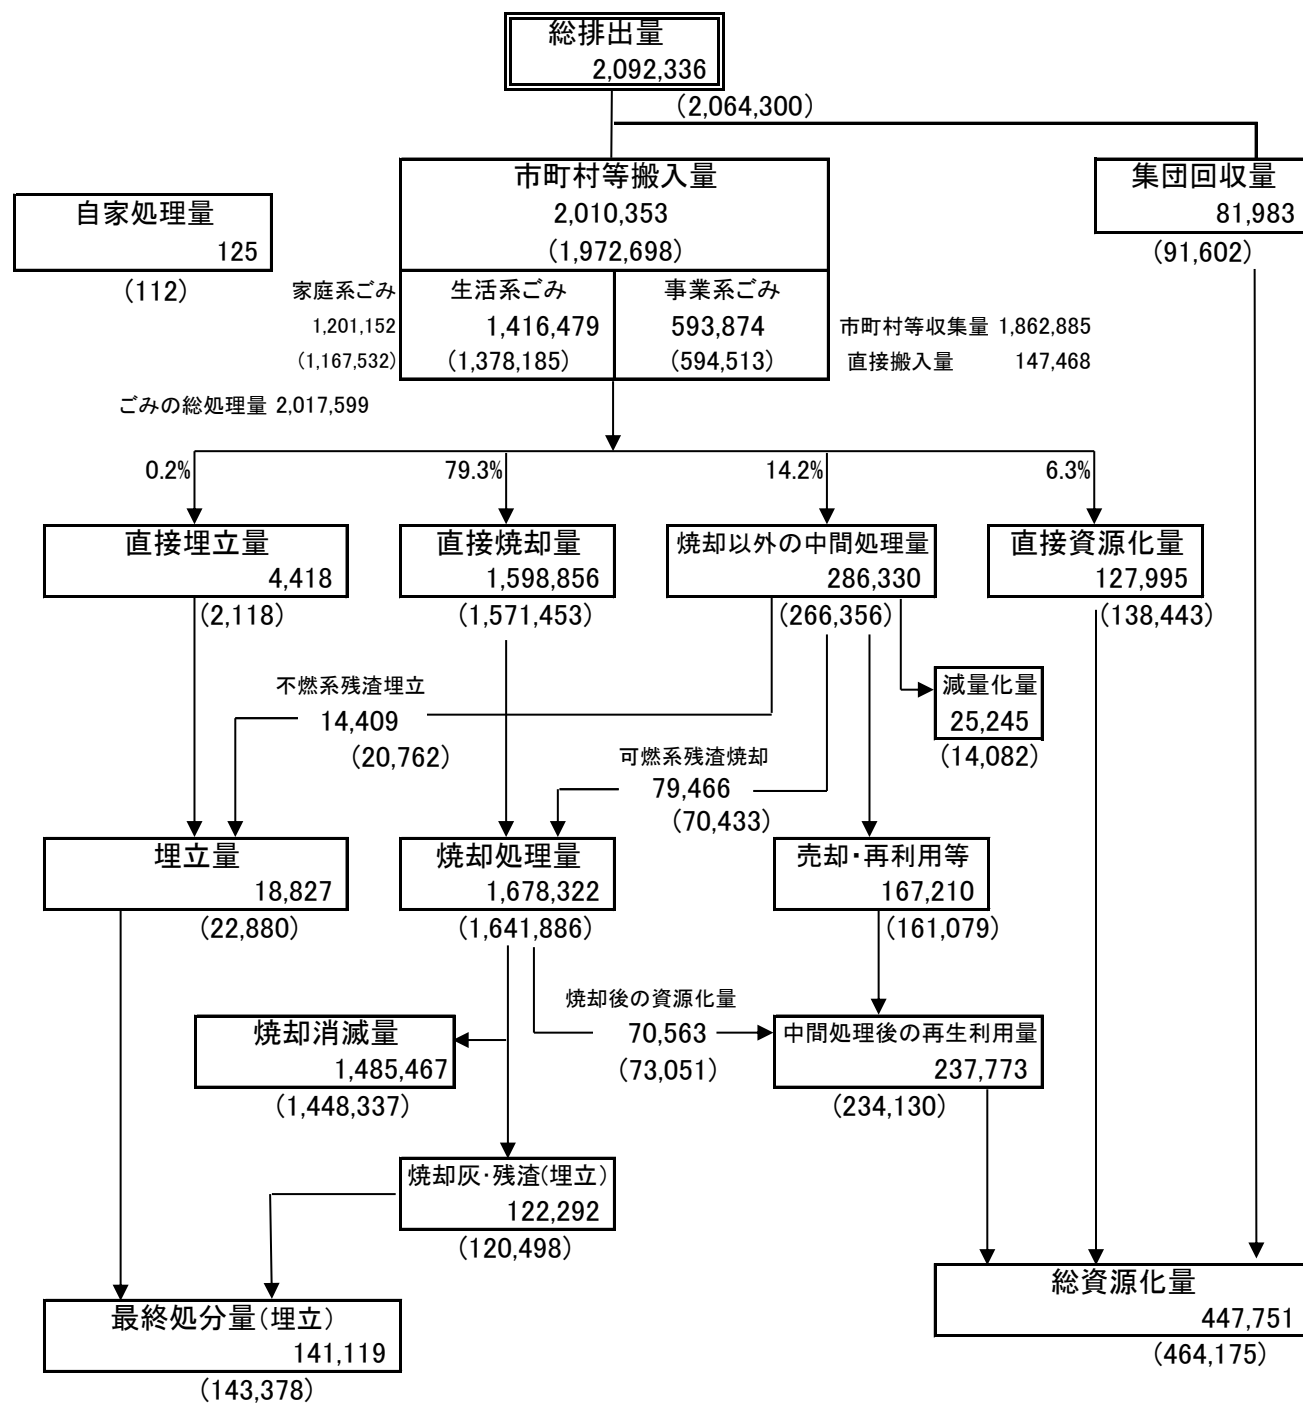 総排出量
2,092,336
(2,064,300)
市町村等搬入量
2,010,353
(1,972,698)
集団回収量
81,983
(91,602)
自家処理量
125
(112)
家庭系ごみ
1,201,152
(1,167,532)
生活系ごみ
1,416,479
(1,378,185)
事業系ごみ
593,874
(594,513)
市町村等収集量 1,862,885
直接搬入量 147,468
ごみの総処理量 2,017,599
0.2%
79.3%
14.2%
6.3%
直接埋立量
4,418
(2,118)
直接焼却量
1,598,856
(1,571,453)
焼却以外の中間処理量
286,330
(266,356)
直接資源化量
127,995
(138,443)
不燃系残渣埋立
14,409
(20,762)
減量化量
25,245
(14,082)
可燃系残渣焼却
79,466
(70,433)
埋立量
18,827
(22,880)
焼却処理量
1,678,322
(1,641,886)
売却・再利用等
167,210
(161,079)
焼却後の資源化量
70,563
(73,051)
焼却消滅量
1,485,467
(1,448,337)
中間処理後の再生利用量
237,773
(234,130)
焼却灰・残渣(埋立)
122,292
(120,498)
最終処分量(埋立)
141,119
(143,378)
総資源化量
447,751
(464,175)